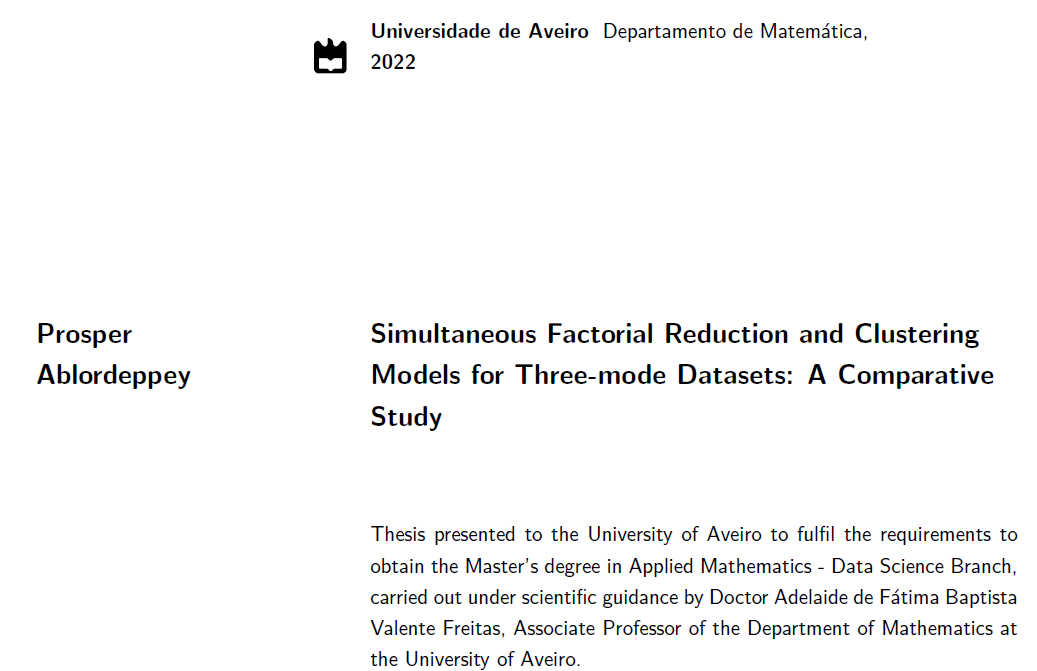 Universidade de Aveiro Departamento de Matemática,
2022
Prosper
Ablordeppey
Simultaneous Factorial Reduction and Clustering
Models for Three-mode Datasets: A Comparative
Study
Thesis presented to the University of Aveiro to fulfil the requirements to
obtain the Master's degree in Applied Mathematics - Data Science Branch,
carried out under scientific guidance by Doctor Adelaide de Fátima Baptista
Valente Freitas, Associate Professor of the Department of Mathematics at
the University of Aveiro.